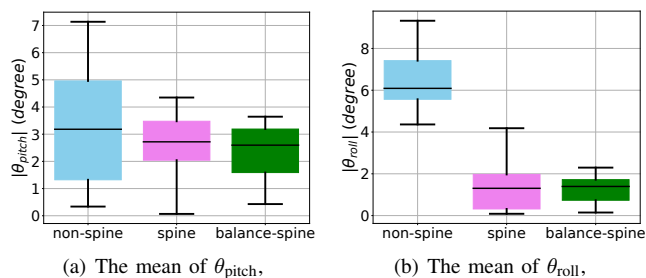 |θpitch| (degree)
7
6
5
4
3
2
1
0
non-spine spine balance-spine
(a) The mean of θpitch,
|θroll| (degree)
8
6
4
2
0
non-spine spine balance-spine
(b) The mean of θroll,